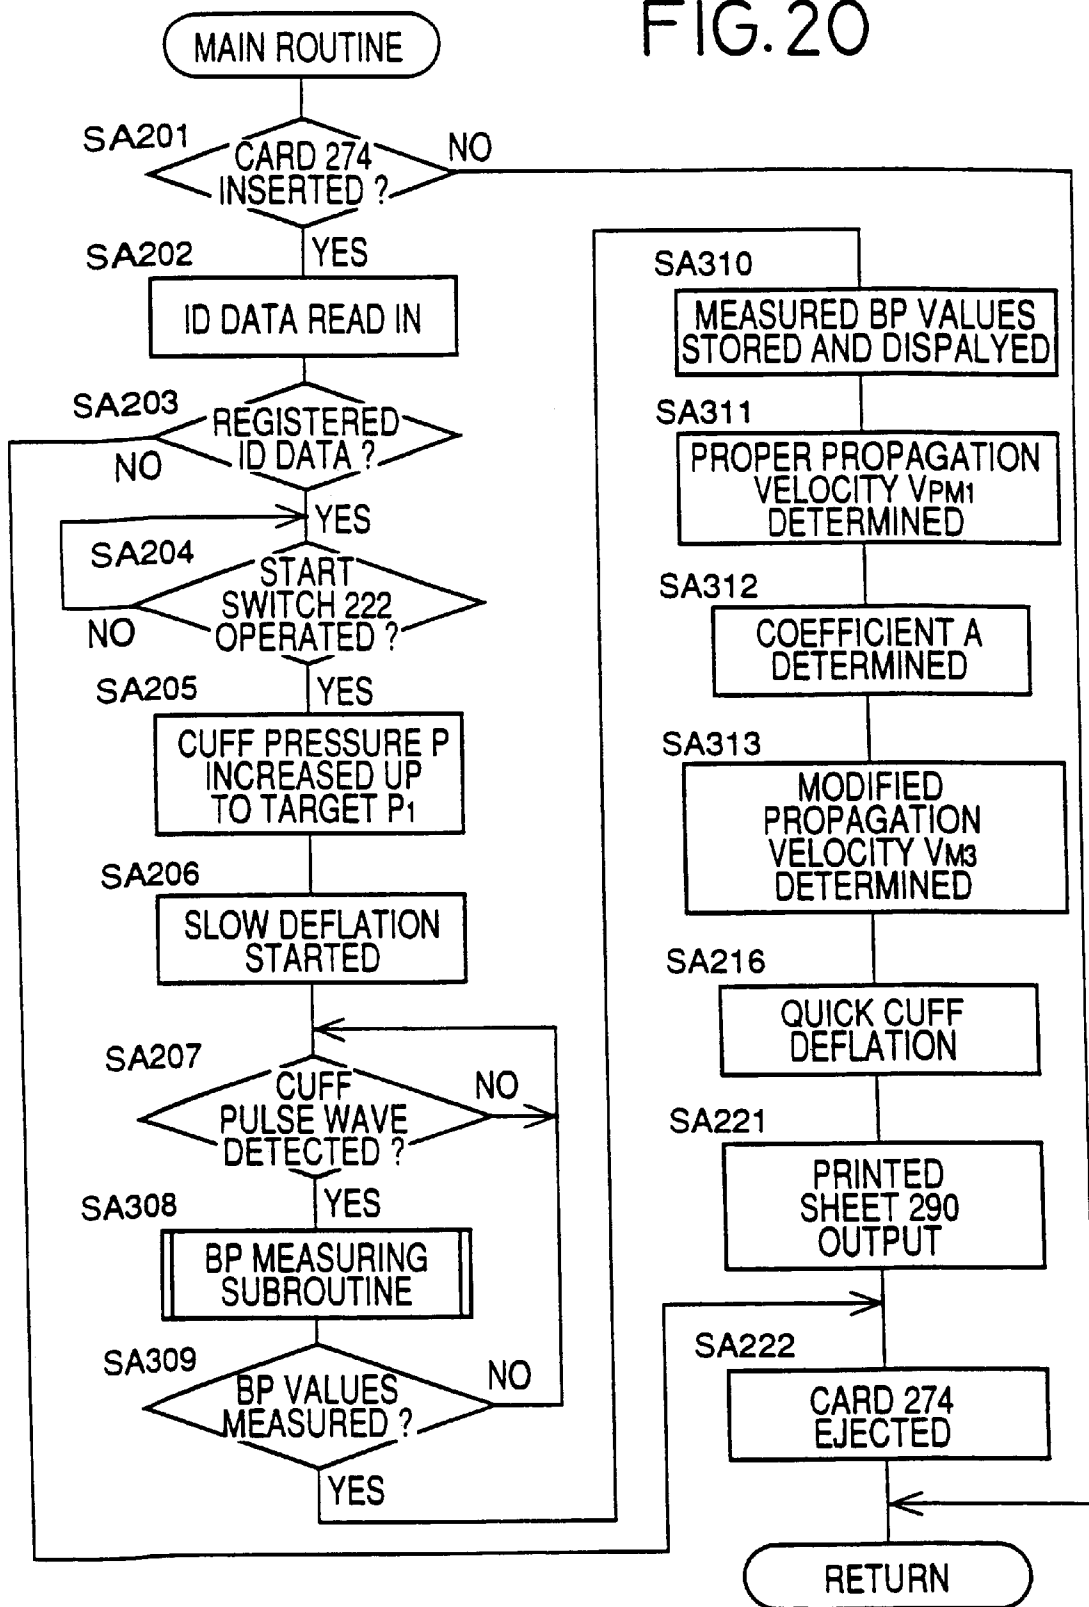 FIG. 20
MAIN ROUTINE
SA201
CARD 274
INSERTED ?
NO
YES
SA202
ID DATA READ IN
SA203
REGISTERED
ID DATA ?
NO
YES
SA204
START
SWITCH 222
OPERATED ?
NO
YES
SA205
CUFF PRESSURE P
INCREASED UP
TO TARGET P1
SA206
SLOW DEFLATION
STARTED
SA207
CUFF
PULSE WAVE
DETECTED ?
NO
YES
SA308
BP MEASURING
SUBROUTINE
SA309
BP VALUES
MEASURED ?
NO
YES
SA310
MEASURED BP VALUES
STORED AND DISPALYED
SA311
PROPER PROPAGATION
VELOCITY VPM1
DETERMINED
SA312
COEFFICIENT A
DETERMINED
SA313
MODIFIED
PROPAGATION
VELOCITY VM3
DETERMINED
SA216
QUICK CUFF
DEFLATION
SA221
PRINTED
SHEET 290
OUTPUT
SA222
CARD 274
EJECTED
RETURN